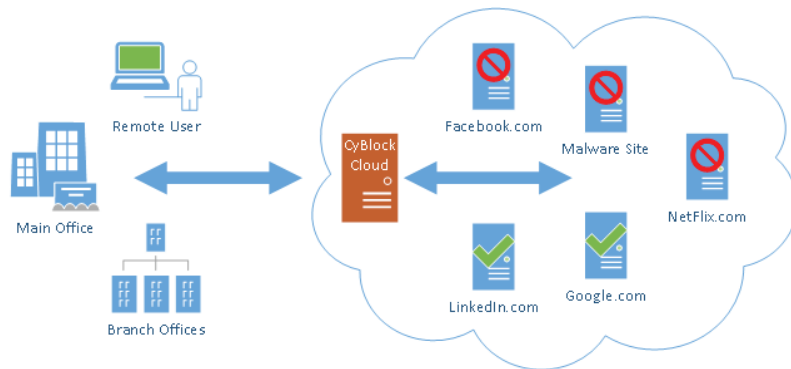 Remote User
Main Office
Branch Offices
CyBlock
Cloud
Facebook.com
Malware Site
NetFlix.com
LinkedIn.com
Google.com